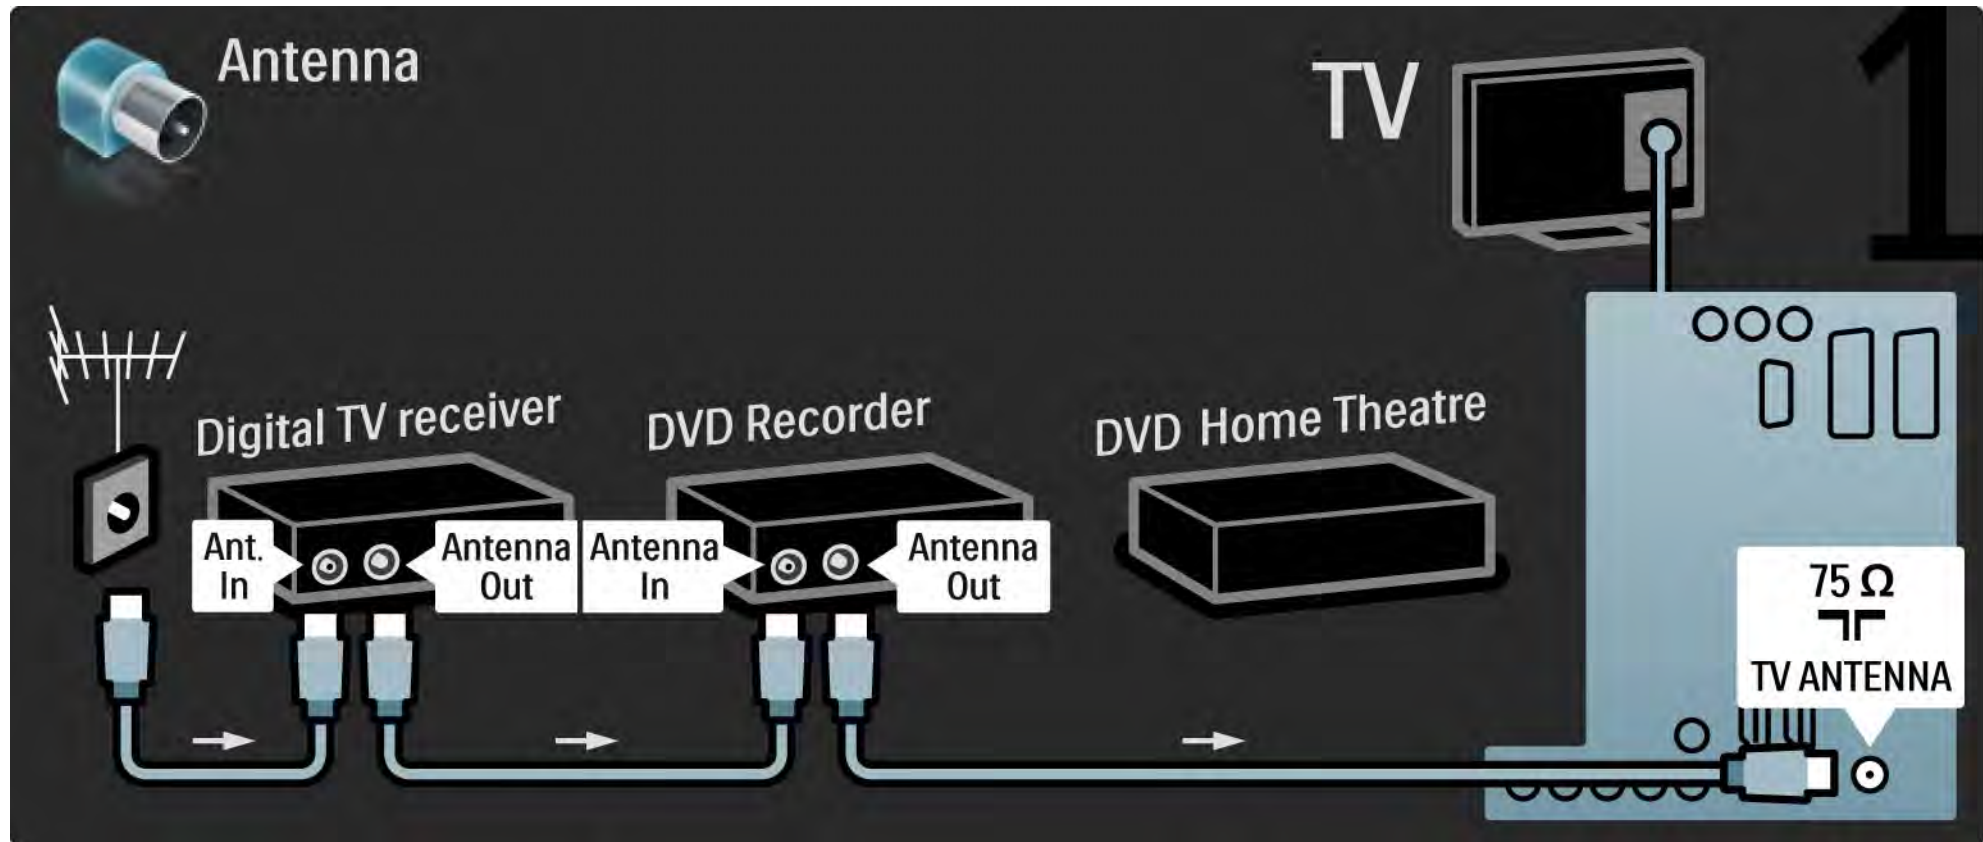 Antenna
TV
1
Digital TV receiver
DVD Recorder
DVD Home Theatre
Ant.
In
Antenna
Out
Antenna
In
Antenna
Out
75 Ω
TV ANTENNA